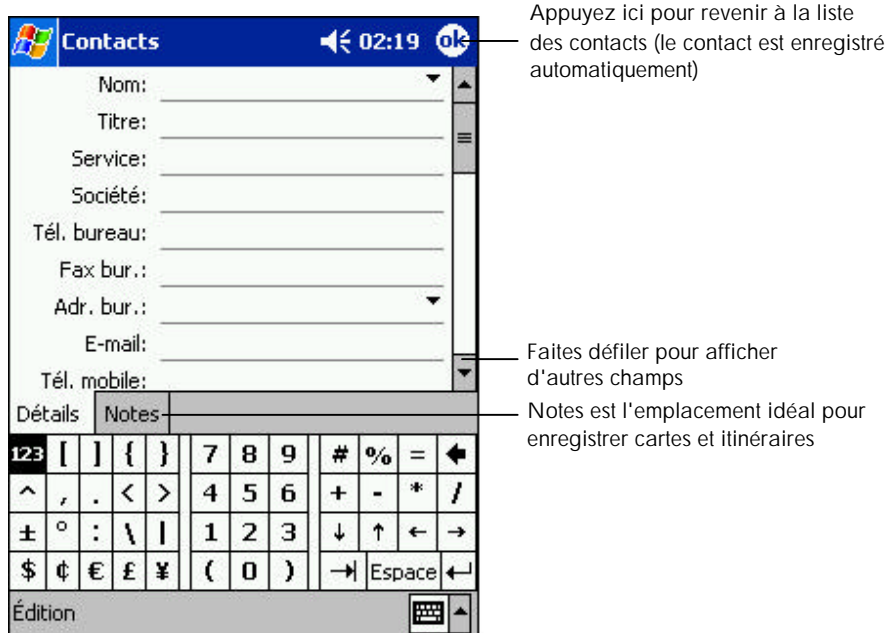 Contacts 02:19 ok
Appuyez ici pour revenir à la liste
des contacts (le contact est enregistré
automatiquement)
Nom:
Titre:
Service:
Société:
Tél. bureau:
Fax bur.:
Adr. bur.:
E-mail:
Tél. mobile:
Faites défiler pour afficher
d'autres champs
Détails Notes
Notes est l'emplacement idéal pour
enregistrer cartes et itinéraires
123 [ ] { } 7 8 9 # % = ←
^ , . < > 4 5 6 + - * /
± ° : \ | 1 2 3 ↓ ↑ ← →
$ ¢ € £ ¥ ( 0 ) →| Espace ↵
Édition